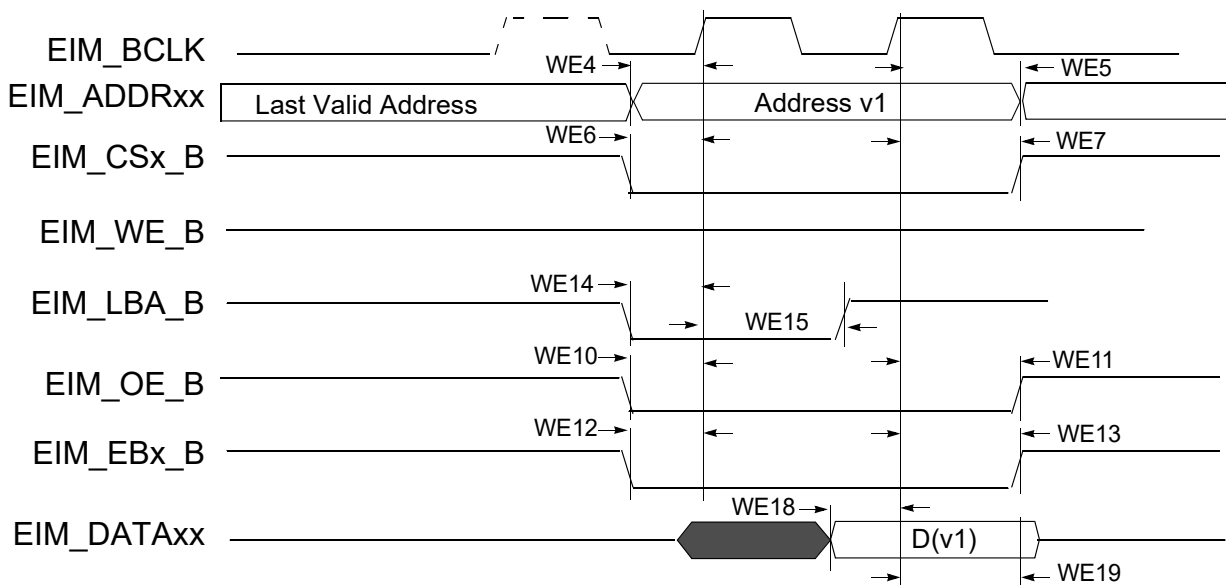 EIM_BCLK
WE4
WE5
EIM_ADDRxx
Last Valid Address
Address v1
WE6
WE7
EIM_CSx_B
EIM_WE_B
WE14
EIM_LBA_B
WE15
WE10
WE11
EIM_OE_B
WE12
WE13
EIM_EBx_B
WE18
EIM_DATAxx
D(v1)
WE19